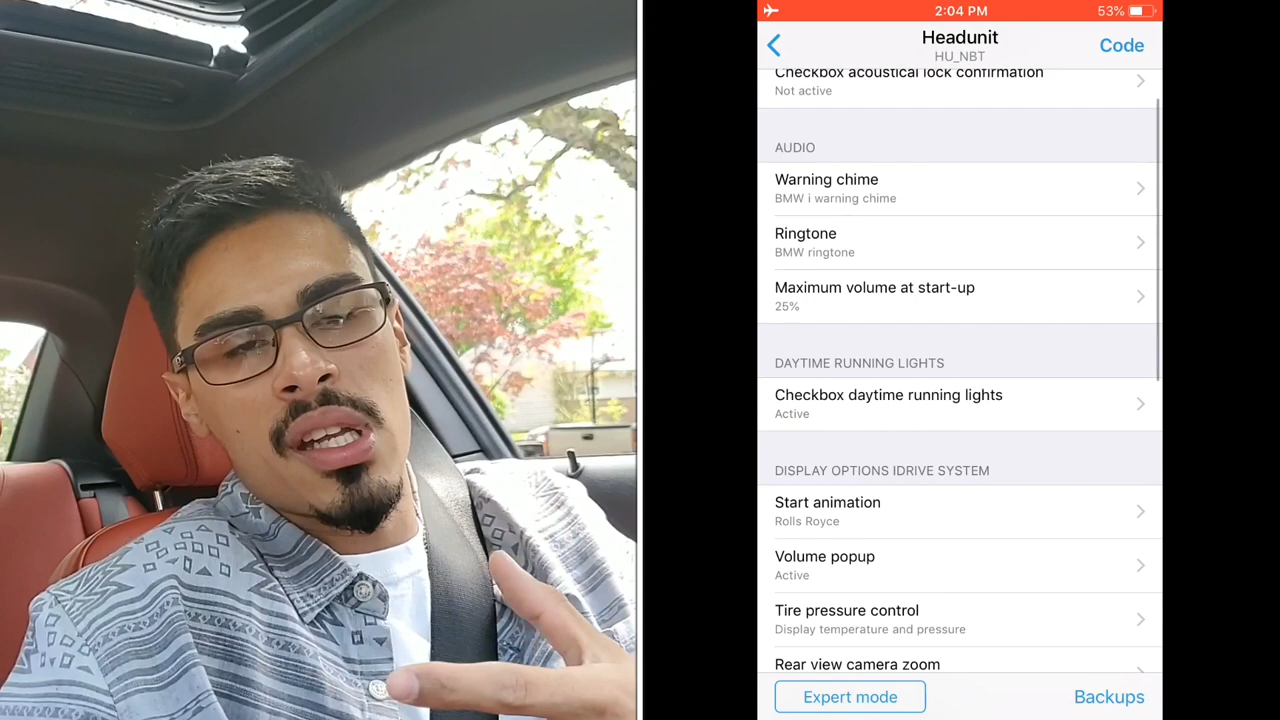 2:04 PM
53%
Headunit
HU_NBT
Code
Checkbox acoustical lock confirmation
Not active
AUDIO
Warning chime
BMW i warning chime
Ringtone
BMW ringtone
Maximum volume at start-up
25%
DAYTIME RUNNING LIGHTS
Checkbox daytime running lights
Active
DISPLAY OPTIONS IDRIVE SYSTEM
Start animation
Rolls Royce
Volume popup
Active
Tire pressure control
Display temperature and pressure
Rear view camera zoom
Expert mode
Backups